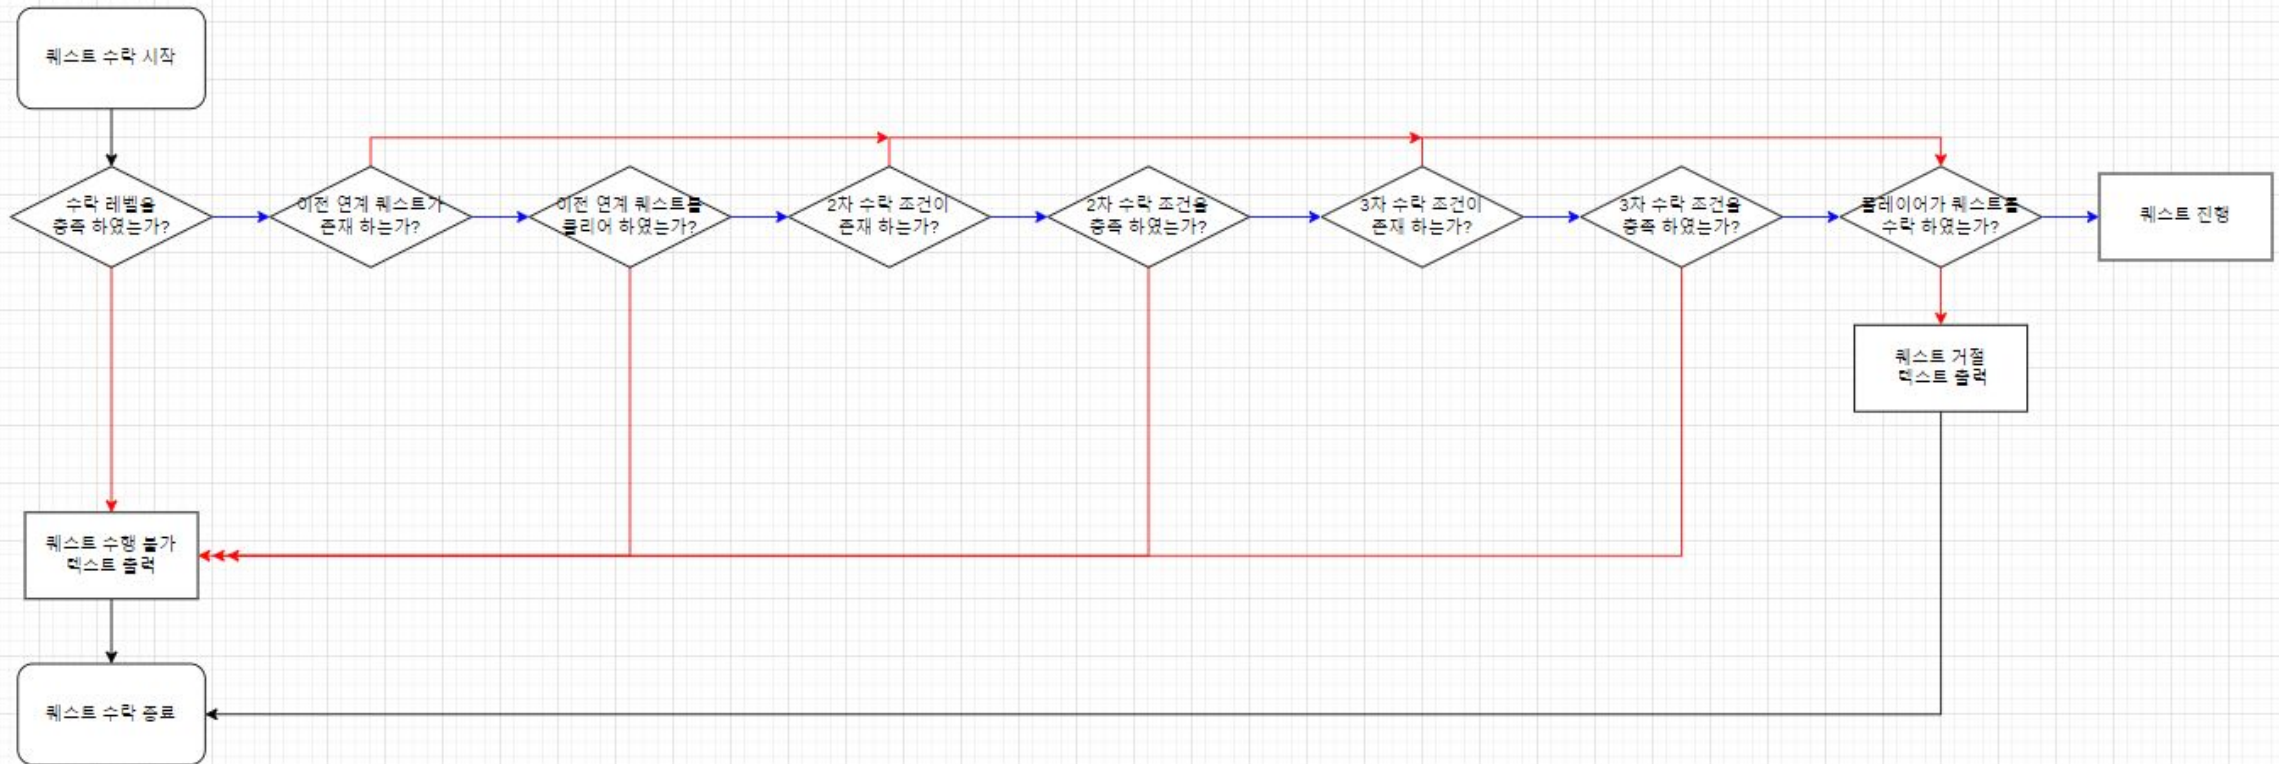 퀘스트 수락 시작
수락 레벨을
충족 하였는가?
이전 연계 퀘스트가
존재 하는가?
이전 연계 퀘스트를
클리어 하였는가?
2차 수락 조건이
존재 하는가?
2차 수락 조건을
충족 하였는가?
3차 수락 조건이
존재 하는가?
3차 수락 조건을
충족 하였는가?
플레이어가 퀘스트를
수락 하였는가?
퀘스트 진행
퀘스트 거절
텍스트 출력
퀘스트 수행 불가
텍스트 출력
퀘스트 수락 종료